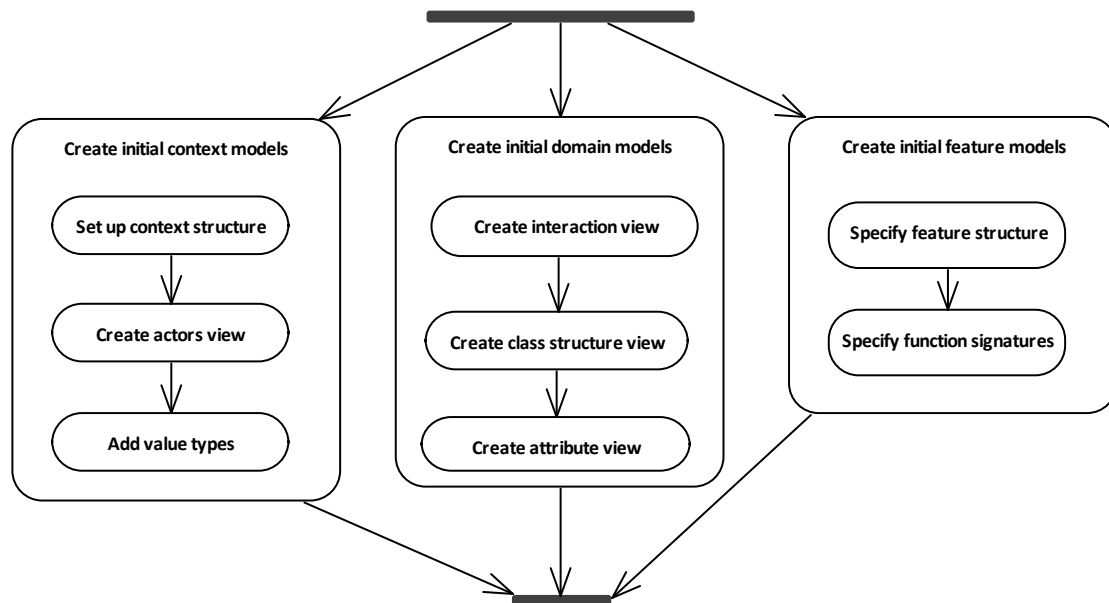 Create initial context models
Set up context structure
Create actors view
Add value types
Create initial domain models
Create interaction view
Create class structure view
Create attribute view
Create initial feature models
Specify feature structure
Specify function signatures